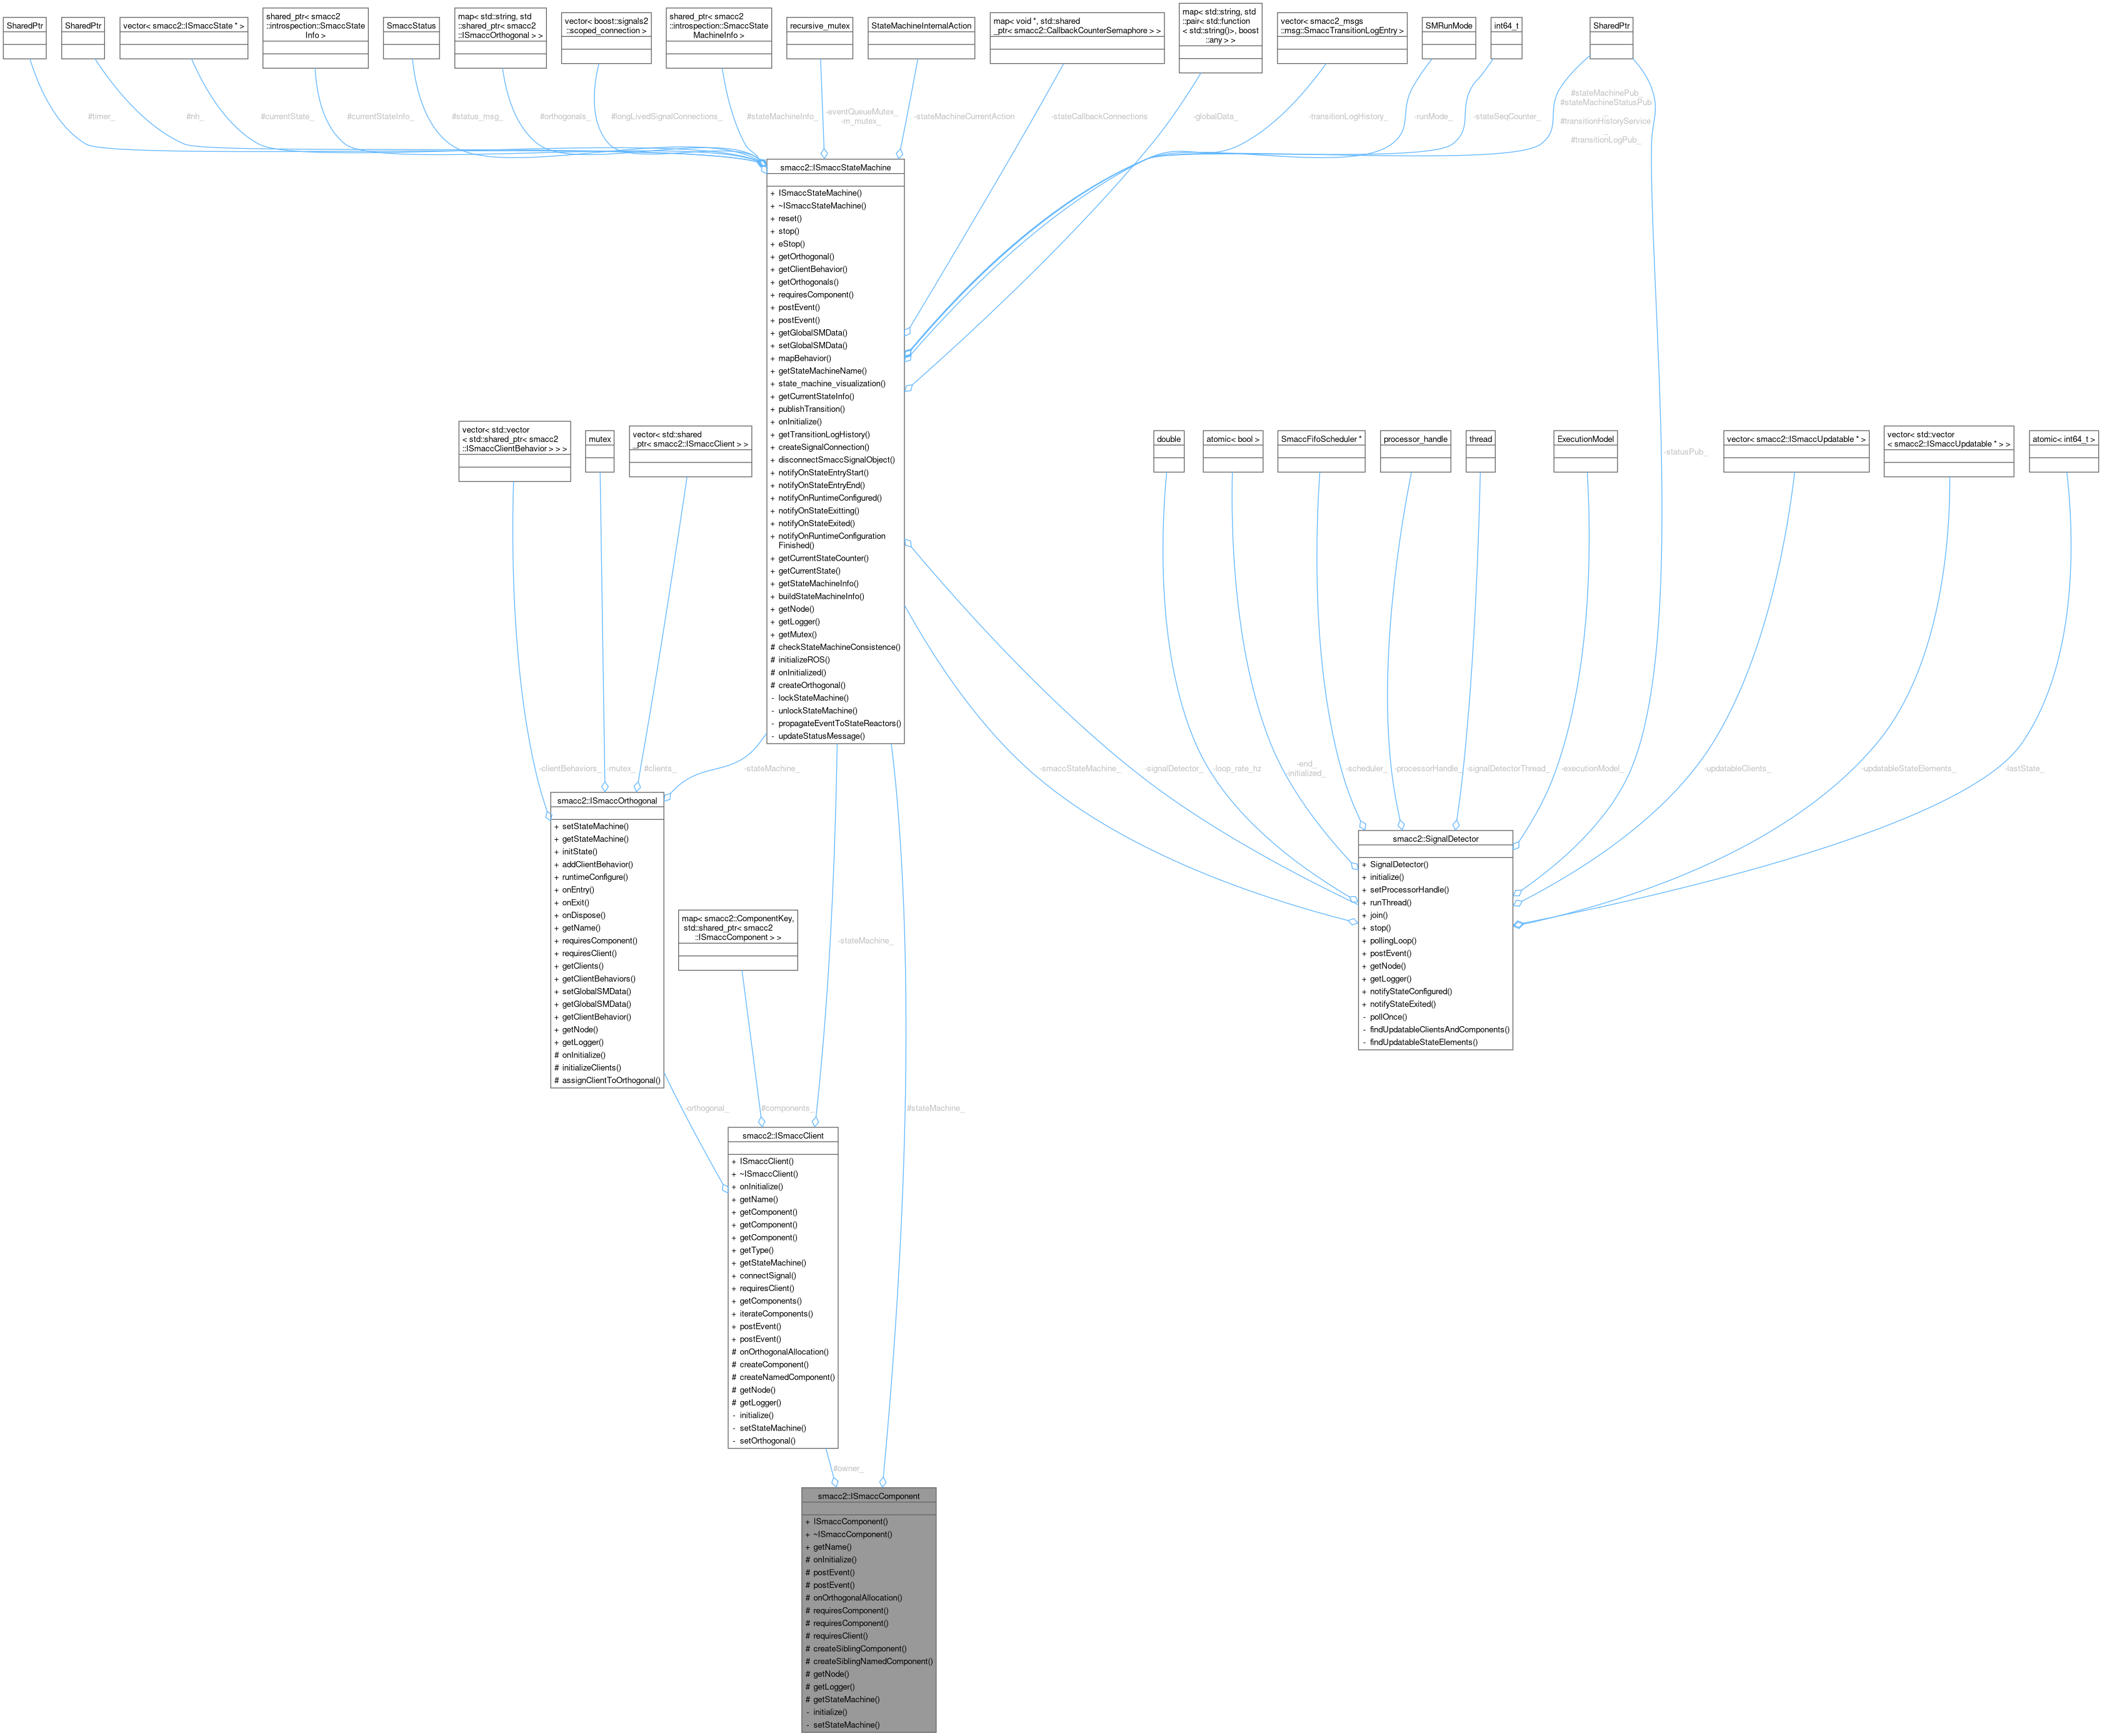 SharedPtr
SharedPtr
vector< smacc2::ISmaccState * >
shared_ptr< smacc2
::introspection::SmaccState
Info >
SmaccStatus
map< std::string, std
::shared_ptr< smacc2
::ISmaccOrthogonal > >
vector< boost::signals2
::scoped_connection >
shared_ptr< smacc2
::introspection::SmaccState
MachineInfo >
recursive_mutex
StateMachineInternalAction
map< void *, std::shared
_ptr< smacc2::CallbackCounterSemaphore > >
map< std::string, std
::pair< std::function
< std::string()>, boost
::any > >
vector< smacc2_msgs
::msg::SmaccTransitionLogEntry >
SMRunMode
int64_t
SharedPtr
#timer_
#nh_
#currentState_
#currentStateInfo_
#status_msg_
#orthogonals_
#longLivedSignalConnections_
#stateMachineInfo_
-eventQueueMutex_
-m_mutex_
-stateMachineCurrentAction
-stateCallbackConnections
-globalData_
-transitionLogHistory_
-runMode_
-stateSeqCounter_
#stateMachinePub_
#stateMachineStatusPub
_
#transitionHistoryService
_
#transitionLogPub_
smacc2::ISmaccStateMachine
+ ISmaccStateMachine()
+ ~ISmaccStateMachine()
+ reset()
+ stop()
+ eStop()
+ getOrthogonal()
+ getClientBehavior()
+ getOrthogonals()
+ requiresComponent()
+ postEvent()
+ postEvent()
+ getGlobalSMData()
+ setGlobalSMData()
+ mapBehavior()
+ getStateMachineName()
+ state_machine_visualization()
+ getCurrentStateInfo()
+ publishTransition()
+ onInitialize()
+ getTransitionLogHistory()
+ createSignalConnection()
+ disconnectSmaccSignalObject()
+ notifyOnStateEntryStart()
+ notifyOnStateEntryEnd()
+ notifyOnRuntimeConfigured()
+ notifyOnStateExitting()
+ notifyOnStateExited()
+ notifyOnRuntimeConfiguration
Finished()
+ getCurrentStateCounter()
+ getCurrentState()
+ getStateMachineInfo()
+ buildStateMachineInfo()
+ getNode()
+ getLogger()
+ getMutex()
# checkStateMachineConsistence()
# initializeROS()
# onInitialized()
# createOrthogonal()
- lockStateMachine()
- unlockStateMachine()
- propagateEventToStateReactors()
- updateStatusMessage()
vector< std::vector
< std::shared_ptr< smacc2
::ISmaccClientBehavior > > >
mutex
vector< std::shared
_ptr< smacc2::ISmaccClient > >
double
atomic< bool >
SmaccFifoScheduler *
processor_handle
thread
ExecutionModel
-statusPub_
vector< smacc2::ISmaccUpdatable * >
vector< std::vector
< smacc2::ISmaccUpdatable * > >
atomic< int64_t >
-clientBehaviors_
-mutex_
#clients_
-stateMachine_
-smaccStateMachine_
-signalDetector_
-loop_rate_hz
-end_
-initialized_
-scheduler_
-processorHandle_
-signalDetectorThread_
-executionModel_
-updatableClients_
-updatableStateElements_
-lastState_
smacc2::ISmaccOrthogonal
+ setStateMachine()
+ getStateMachine()
+ initState()
+ addClientBehavior()
+ runtimeConfigure()
+ onEntry()
+ onExit()
+ onDispose()
+ getName()
+ requiresComponent()
+ requiresClient()
+ getClients()
+ getClientBehaviors()
+ setGlobalSMData()
+ getGlobalSMData()
+ getClientBehavior()
+ getNode()
+ getLogger()
# onInitialize()
# initializeClients()
# assignClientToOrthogonal()
smacc2::SignalDetector
+ SignalDetector()
+ initialize()
+ setProcessorHandle()
+ runThread()
+ join()
+ stop()
+ pollingLoop()
+ postEvent()
+ getNode()
+ getLogger()
+ notifyStateConfigured()
+ notifyStateExited()
- pollOnce()
- findUpdatableClientsAndComponents()
- findUpdatableStateElements()
map< smacc2::ComponentKey,
std::shared_ptr< smacc2
::ISmaccComponent > >
-stateMachine_
-orthogonal_
#components_
#stateMachine_
smacc2::ISmaccClient
+ ISmaccClient()
+ ~ISmaccClient()
+ onInitialize()
+ getName()
+ getComponent()
+ getComponent()
+ getComponent()
+ getType()
+ getStateMachine()
+ connectSignal()
+ requiresClient()
+ getComponents()
+ iterateComponents()
+ postEvent()
+ postEvent()
# onOrthogonalAllocation()
# createComponent()
# createNamedComponent()
# getNode()
# getLogger()
- initialize()
- setStateMachine()
- setOrthogonal()
#owner_
smacc2::ISmaccComponent
+ ISmaccComponent()
+ ~ISmaccComponent()
+ getName()
# onInitialize()
# postEvent()
# postEvent()
# onOrthogonalAllocation()
# requiresComponent()
# requiresComponent()
# requiresClient()
# createSiblingComponent()
# createSiblingNamedComponent()
# getNode()
# getLogger()
# getStateMachine()
- initialize()
- setStateMachine()